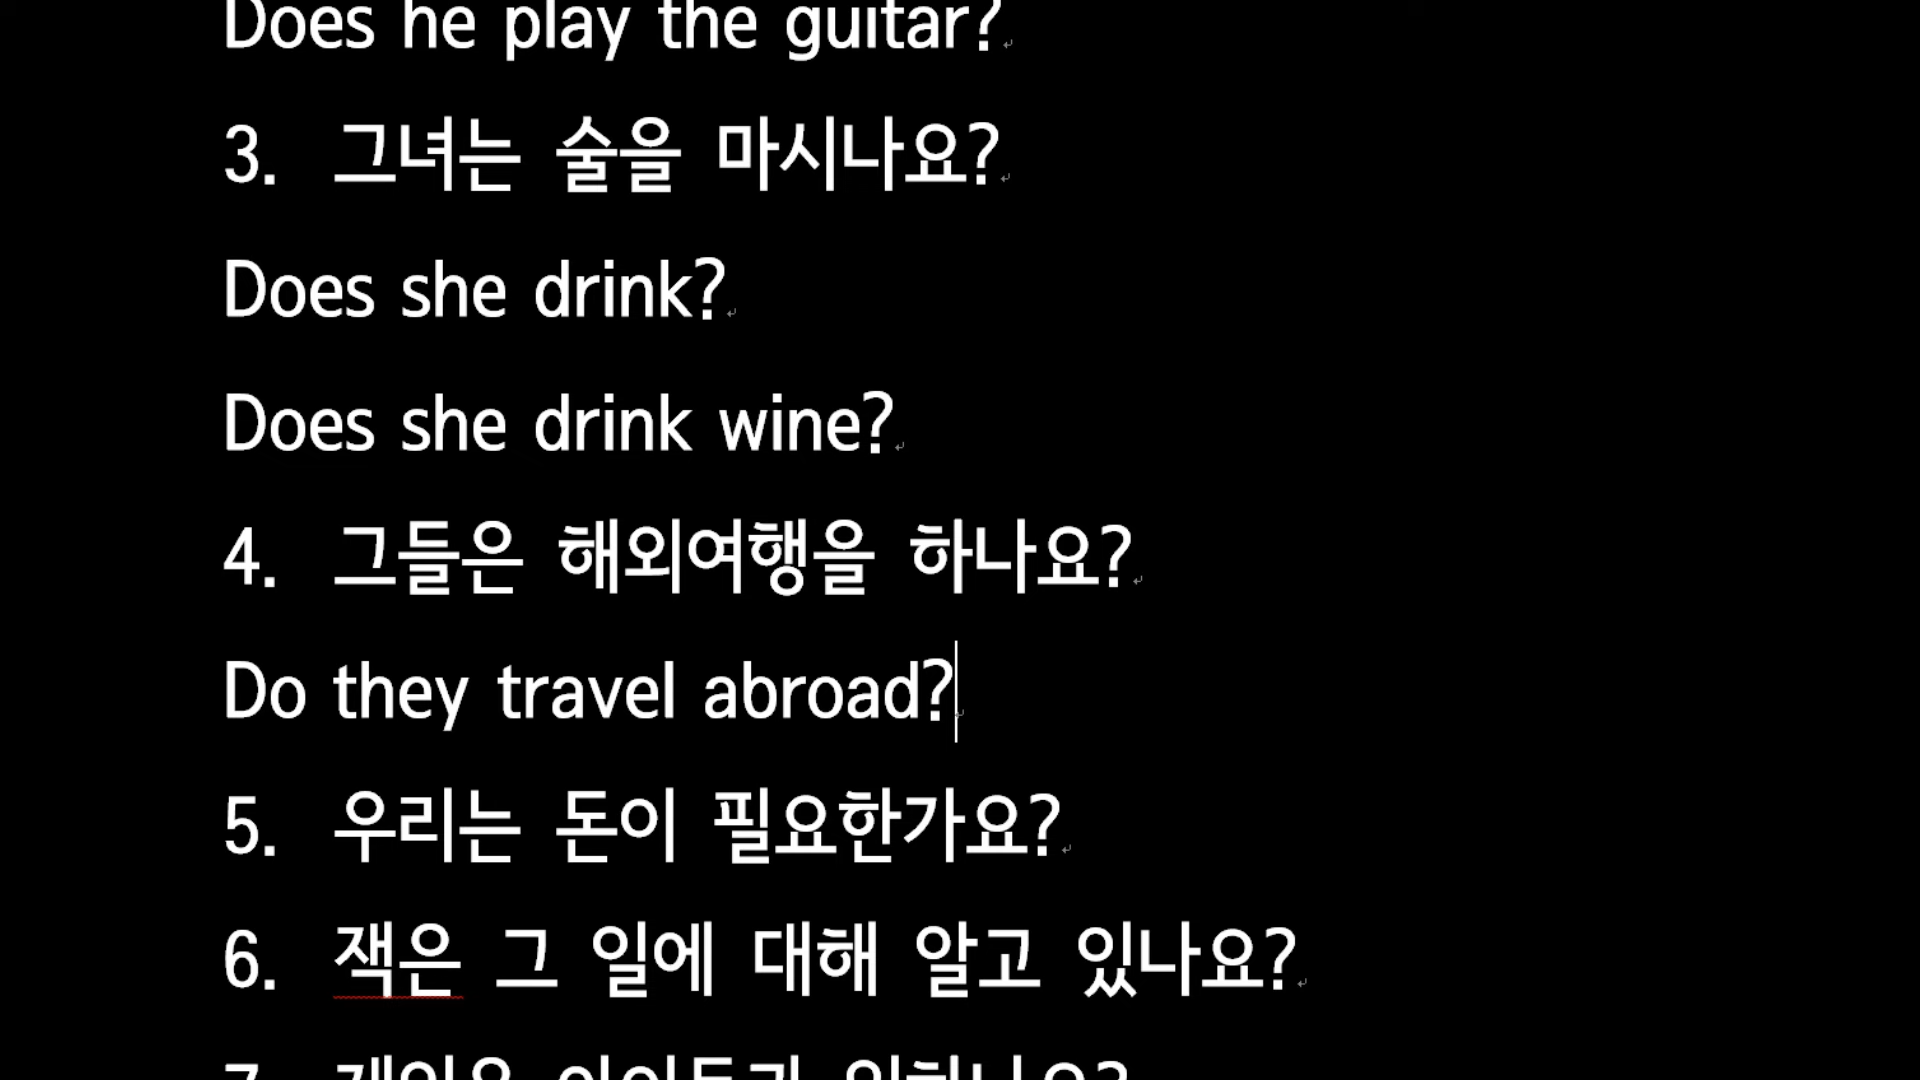 Does he play the guitar?
3. 그녀는 술을 마시나요?
Does she drink?
Does she drink wine?
4. 그들은 해외여행을 하나요?
Do they travel abroad?
5. 우리는 돈이 필요한가요?
6. 잭은 그 일에 대해 알고 있나요?
7.